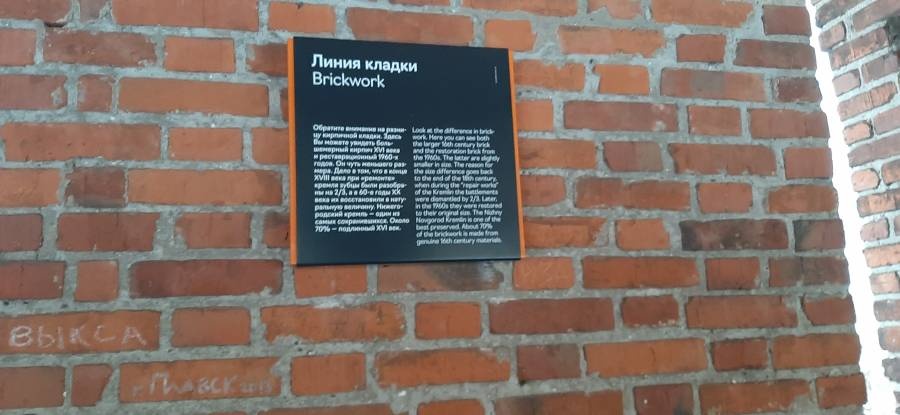 Линия кладки
Brickwork
Обратите внимание на разни-
цу кирпичной кладки. Здесь
Вы можете увидеть боль-
шемерный кирпич XVI века
и реставрационный 1960-х
годов. Он чуть меньшего раз-
мера. Дело в том, что в конце
XVIII века при «ремонте»
кремля зубцы были разобра-
ны на 2/3, а в 60-е годы XX
века их восстановили в нату-
ральную величину. Нижего-
родский кремль – один из
самых сохранившихся. Около
70% – подлинный XVI век.
Look at the difference in brick-
work. Here you can see both
the larger 16th century brick
and the restoration brick from
the 1960s. The latter are slightly
smaller in size. The reason for
the size difference goes back
to the end of the 18th century,
when during the "repair works"
of the Kremlin the battlements
were dismantled by 2/3. Later,
in the 1960s they were restored
to their original size. The Nizhny
Novgorod Kremlin is one of the
best preserved. About 70%
of the brickwork is made from
genuine 16th century materials.
ВЫКСА